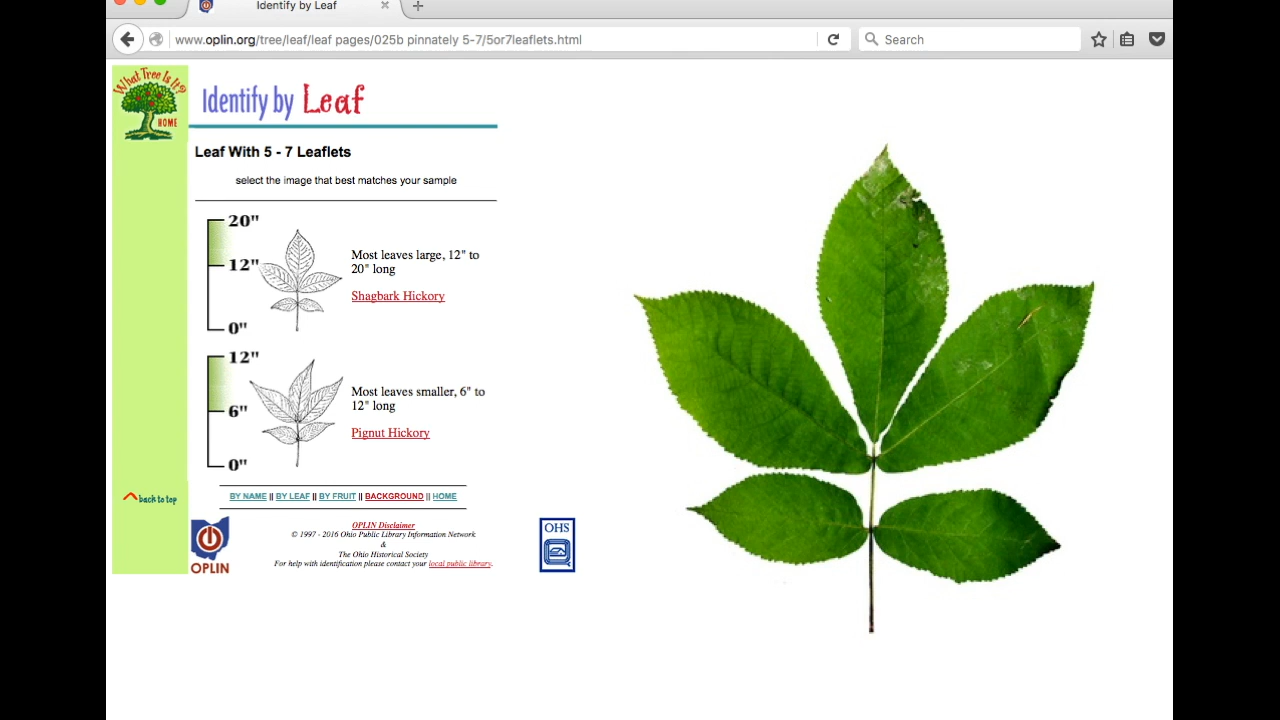 Identify by Leaf
www.oplin.org/tree/leaf/leaf pages/025b pinnately 5-7/5or7leaflets.html
Search
What Tree Is It?
HOME
Identify by Leaf
Leaf With 5 - 7 Leaflets
select the image that best matches your sample
20"
12"
0"
Most leaves large, 12" to
20" long
Shagbark Hickory
12"
6"
0"
Most leaves smaller, 6" to
12" long
Pignut Hickory
back to top
BY NAME || BY LEAF || BY FRUIT || BACKGROUND || HOME
OPLIN
OPLIN Disclaimer
© 1997 - 2016 Ohio Public Library Information Network
&
The Ohio Historical Society
For help with identification please contact your local public library.
OHS